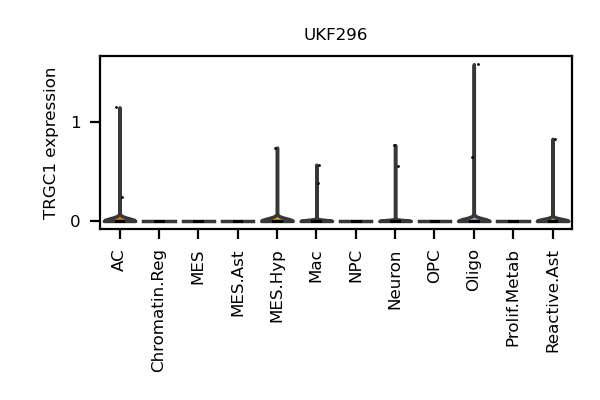 UKF296
TRGC1 expression
1
0
AC
Chromatin.Reg
MES
MES.Ast
MES.Hyp
Mac
NPC
Neuron
OPC
Oligo
Prolif.Metab
Reactive.Ast